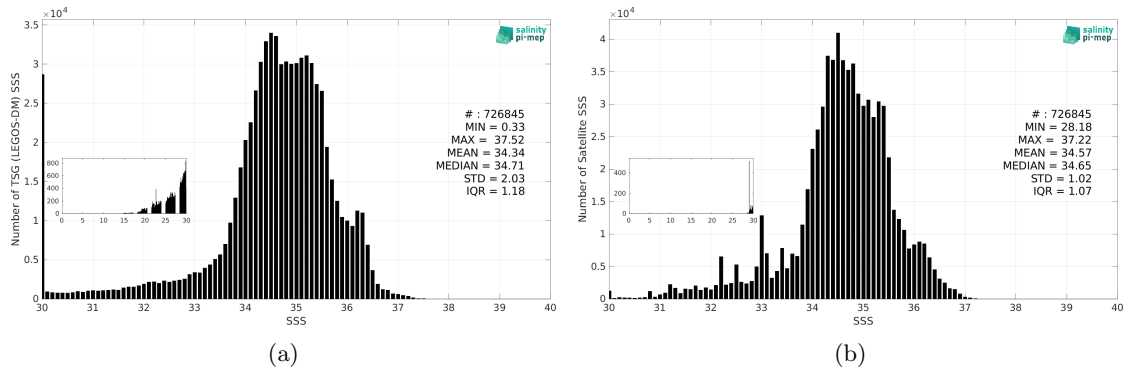 ×10⁴
3.5
3
2.5
2
1.5
1
0.5
0
Number of TSG (LEGOS-DM) SSS
salinity
pi-mep
# : 726845
MIN = 0.33
MAX = 37.52
MEAN = 34.34
MEDIAN = 34.71
STD = 2.03
IQR = 1.18
800
600
400
200
0
0 5 10 15 20 25 30
30 31 32 33 34 35 36 37 38 39 40
SSS
(a)
×10⁴
4
3.5
3
2.5
2
1.5
1
0.5
0
Number of Satellite SSS
salinity
pi-mep
# : 726845
MIN = 28.18
MAX = 37.22
MEAN = 34.57
MEDIAN = 34.65
STD = 1.02
IQR = 1.07
400
200
0
0 5 10 15 20 25 30
30 31 32 33 34 35 36 37 38 39 40
SSS
(b)